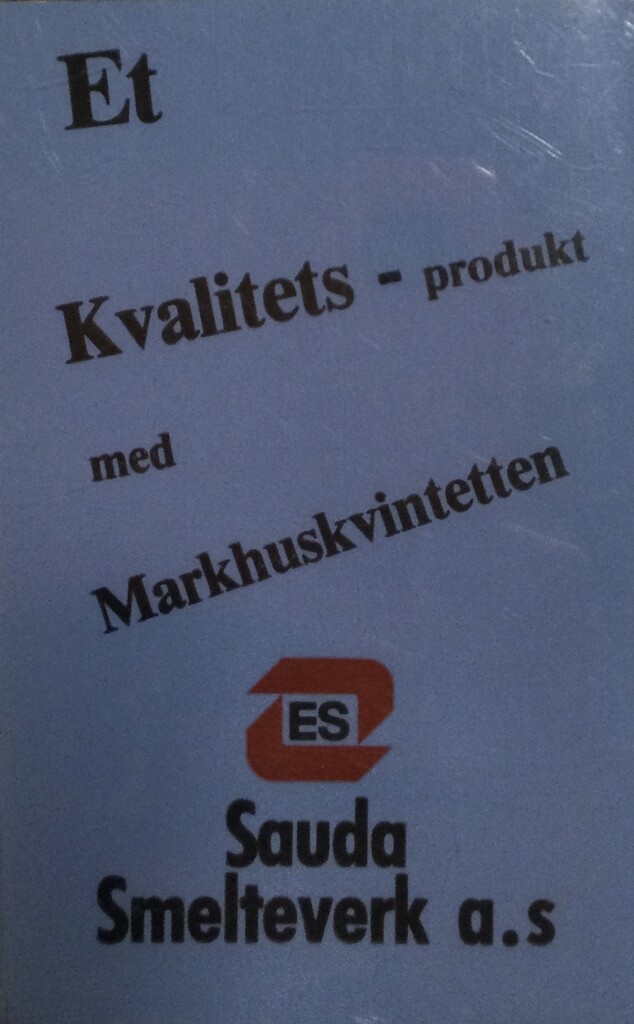 Et
Kvalitets - produkt
med
Markhuskvintetten
ES
Sauda
Smelteverk a.s